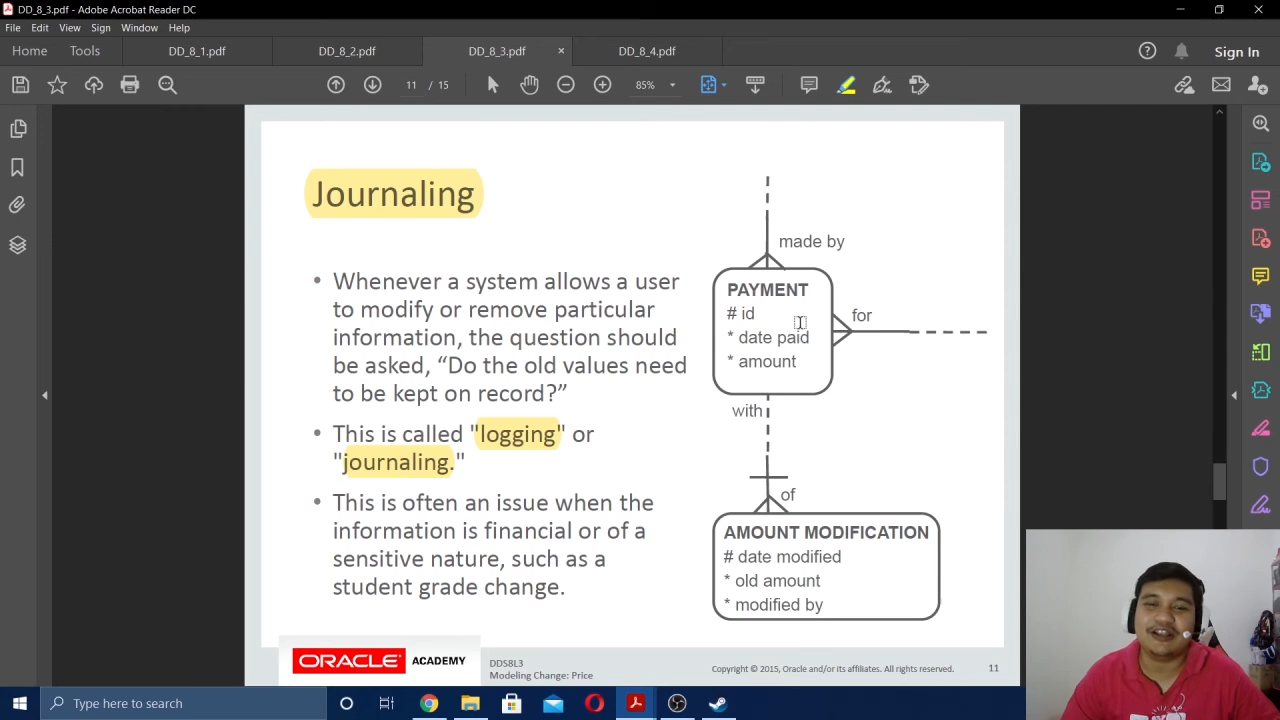 DD_8_3.pdf - Adobe Acrobat Reader DC
File Edit View Sign Window Help
Home Tools DD_8_1.pdf DD_8_2.pdf DD_8_3.pdf × DD_8_4.pdf Sign In
11 / 15 85%
Journaling
• Whenever a system allows a user
to modify or remove particular
information, the question should
be asked, “Do the old values need
to be kept on record?”
• This is called "logging" or
"journaling."
• This is often an issue when the
information is financial or of a
sensitive nature, such as a
student grade change.
made by
PAYMENT
# id
* date paid
* amount
for
with
of
AMOUNT MODIFICATION
# date modified
* old amount
* modified by
ORACLE ACADEMY
DDS8L3
Modeling Change: Price
Copyright © 2015, Oracle and/or its affiliates. All rights reserved.
11
Type here to search